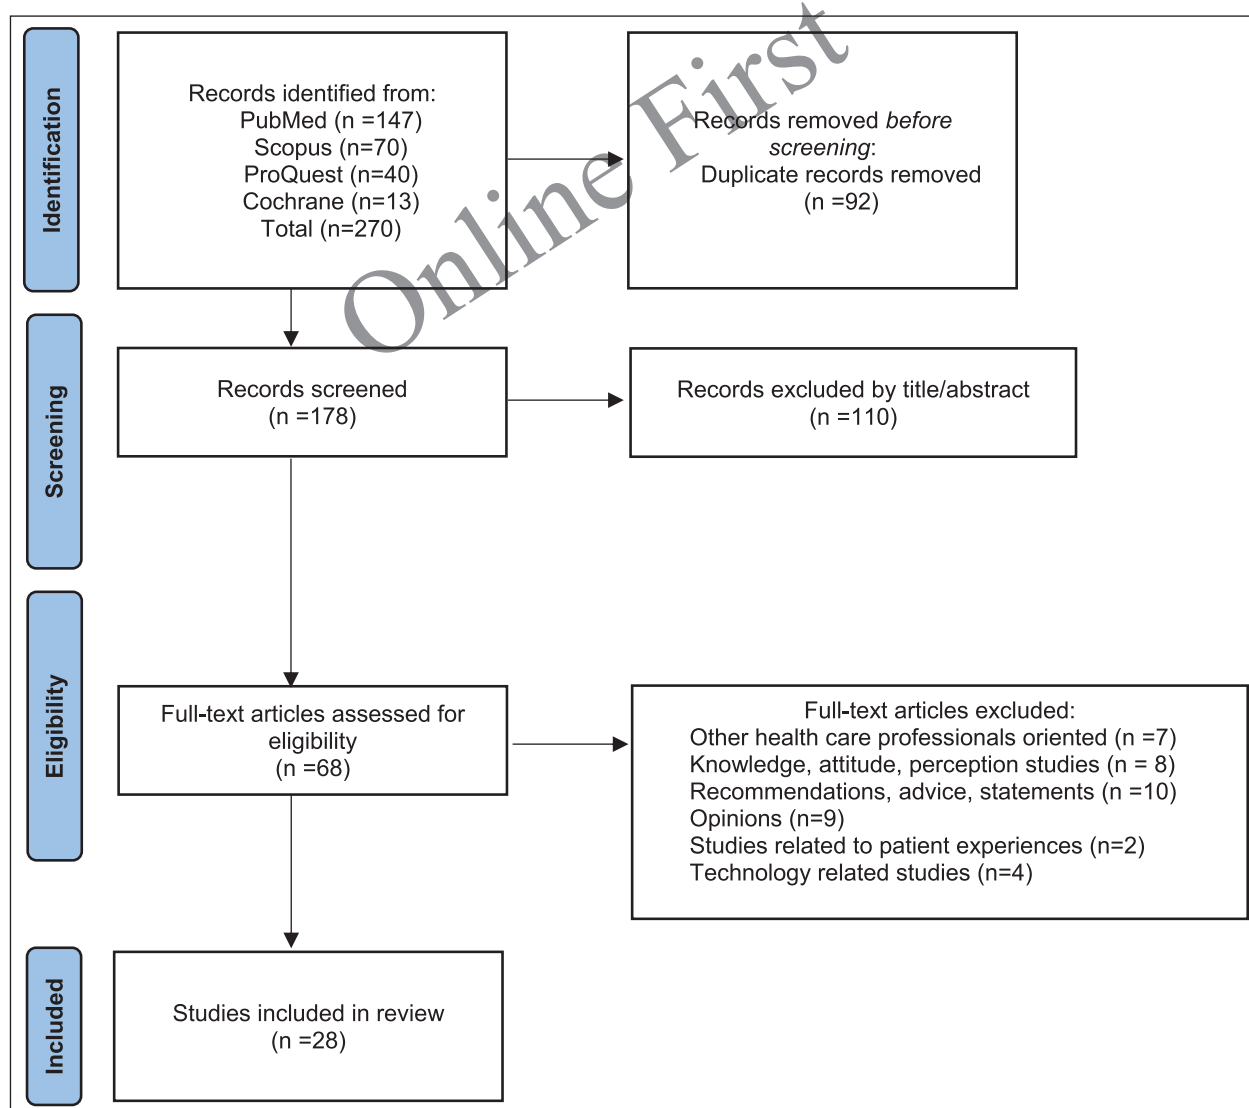 Identification
Records identified from:
PubMed (n =147)
Scopus (n=70)
ProQuest (n=40)
Cochrane (n=13)
Total (n=270)
Records removed before
screening:
Duplicate records removed
(n =92)
Online First
Screening
Records screened
(n =178)
Records excluded by title/abstract
(n =110)
Eligibility
Full-text articles assessed for
eligibility
(n =68)
Full-text articles excluded:
Other health care professionals oriented (n =7)
Knowledge, attitude, perception studies (n = 8)
Recommendations, advice, statements (n =10)
Opinions (n=9)
Studies related to patient experiences (n=2)
Technology related studies (n=4)
Included
Studies included in review
(n =28)